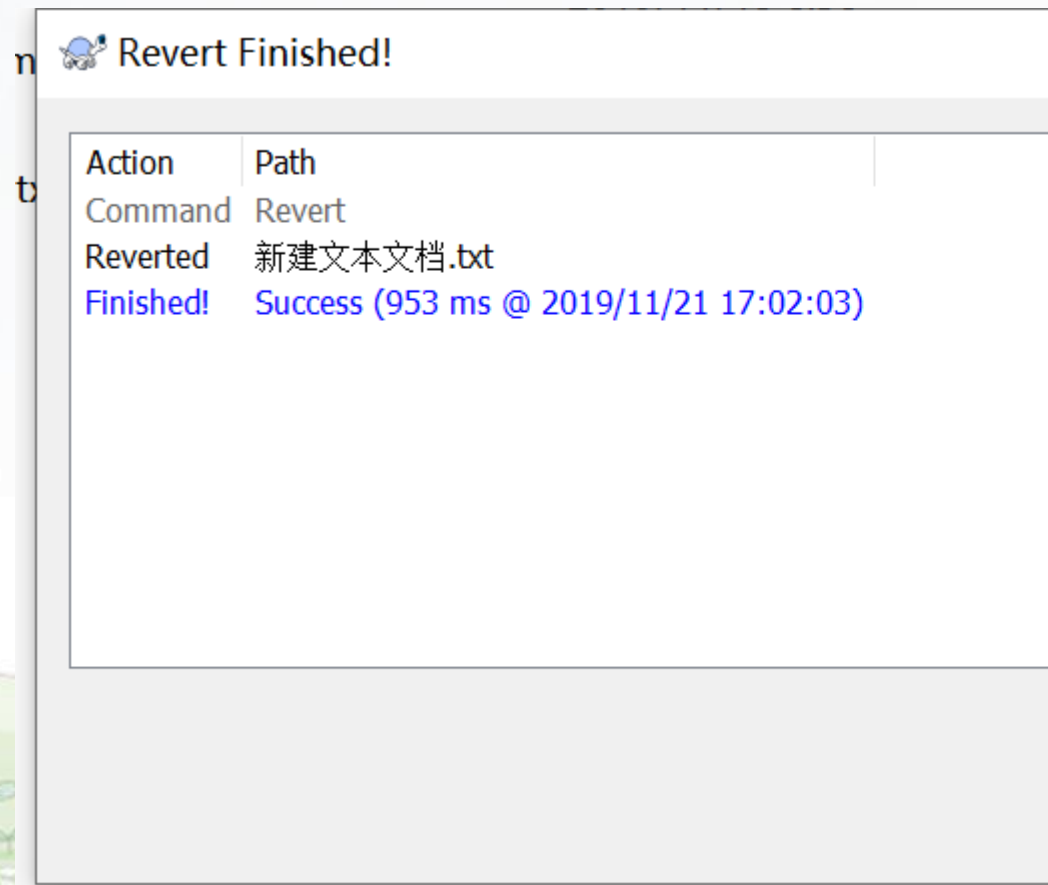 Revert Finished!
Action Path
Command Revert
Reverted 新建文本文档.txt
Finished! Success (953 ms @ 2019/11/21 17:02:03)